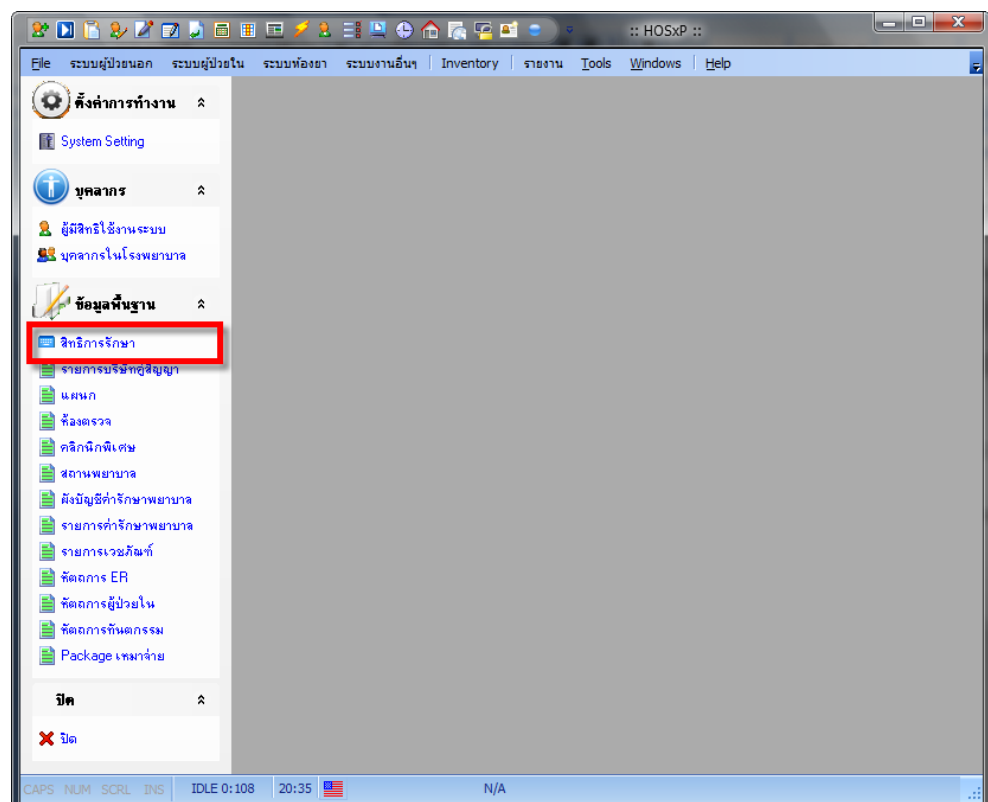 :: HOSxP ::
File ระบบผู้ป่วยนอก ระบบผู้ป่วยใน ระบบห้องยา ระบบงานอื่นๆ Inventory รายงาน Tools Windows Help
ตั้งค่าการทำงาน
System Setting
บุคลากร
ผู้มีสิทธิใช้งานระบบ
บุคลากรในโรงพยาบาล
ข้อมูลพื้นฐาน
สิทธิการรักษา
รายการบริษัทคู่สัญญา
แผนก
ห้องตรวจ
คลิกนิกพิเศษ
สถานพยาบาล
ผังบัญชีค่ารักษาพยาบาล
รายการค่ารักษาพยาบาล
รายการเวชภัณฑ์
หัตถการ ER
หัตถการผู้ป่วยใน
หัตถการทันตกรรม
Package เหมาจ่าย
ปิด
ปิด
CAPS NUM SCRL INS IDLE 0:108 20:35 N/A